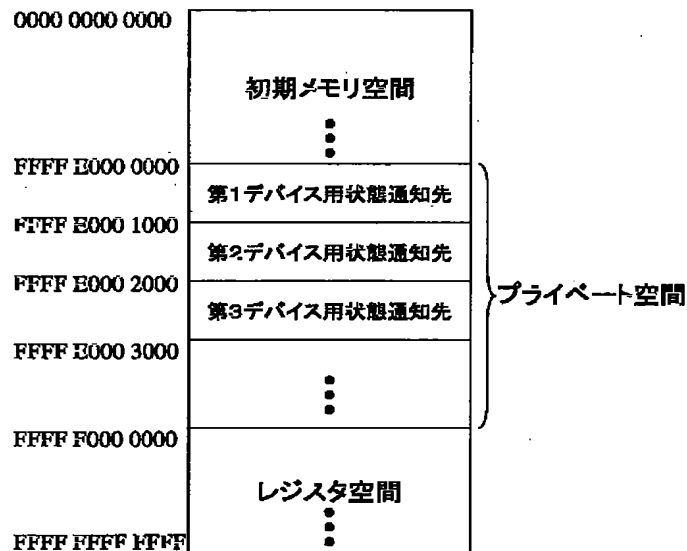 0000 0000 0000
初期メモリ空間
FFFF E000 0000
第1デバイス用状態通知先
FFFF E000 1000
第2デバイス用状態通知先
FFFF E000 2000
第3デバイス用状態通知先
プライベート空間
FFFF E000 3000
FFFF F000 0000
レジスタ空間
FFFF FFFF FFFF